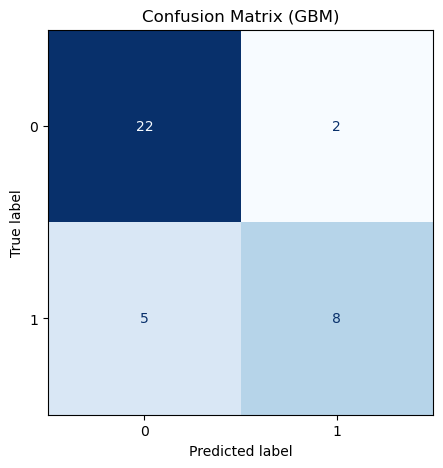 Confusion Matrix (GBM)
True label
0
22
2
1
5
8
0
1
Predicted label